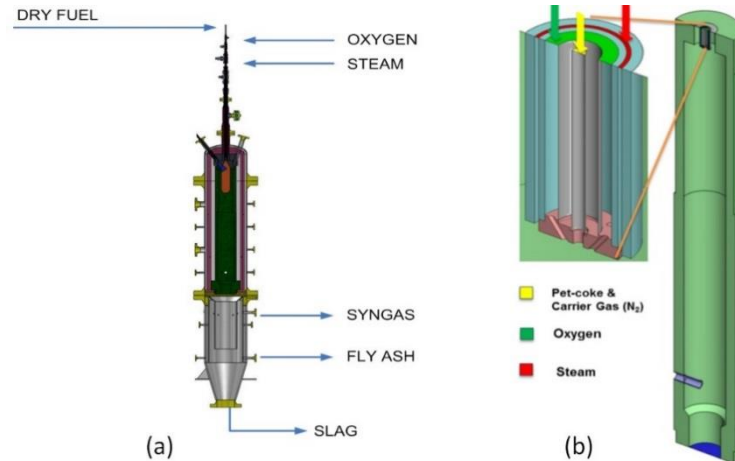 DRY FUEL
OXYGEN
STEAM
SYNGAS
FLY ASH
SLAG
(a)
Pet-coke &
Carrier Gas (N₂)
Oxygen
Steam
(b)